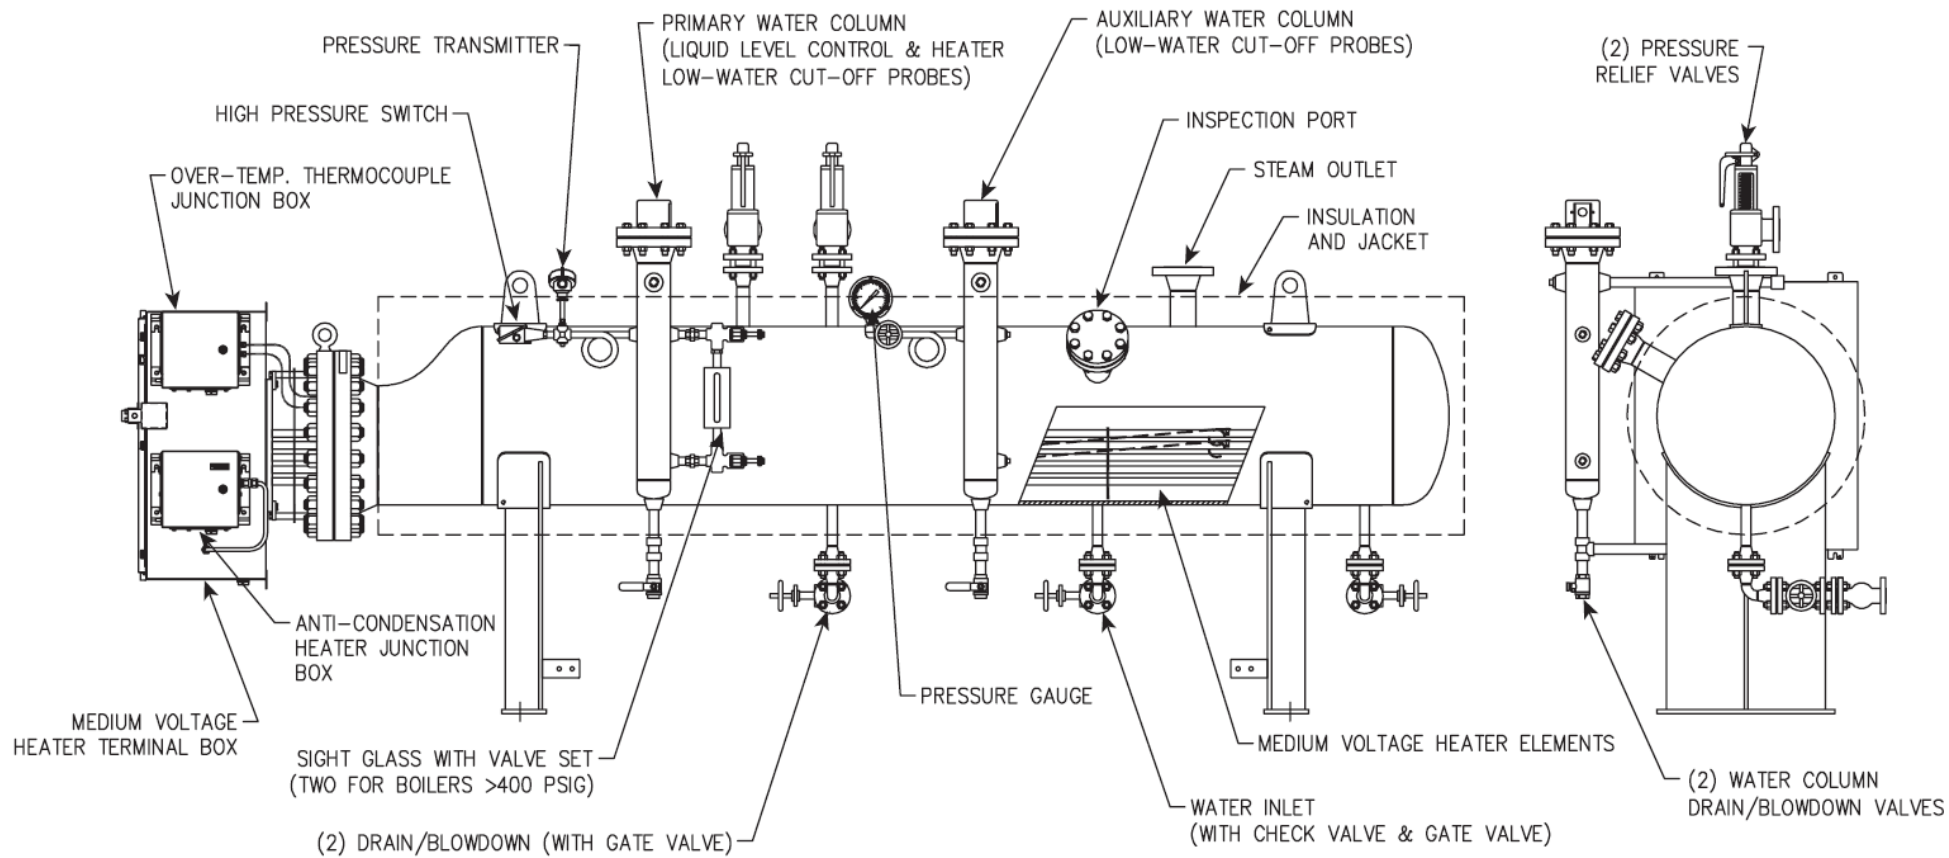 PRIMARY WATER COLUMN
(LIQUID LEVEL CONTROL & HEATER
LOW-WATER CUT-OFF PROBES)
AUXILIARY WATER COLUMN
(LOW-WATER CUT-OFF PROBES)
(2) PRESSURE
RELIEF VALVES
PRESSURE TRANSMITTER
HIGH PRESSURE SWITCH
INSPECTION PORT
OVER-TEMP. THERMOCOUPLE
JUNCTION BOX
STEAM OUTLET
INSULATION
AND JACKET
ANTI-CONDENSATION
HEATER JUNCTION
BOX
PRESSURE GAUGE
MEDIUM VOLTAGE
HEATER TERMINAL BOX
SIGHT GLASS WITH VALVE SET
(TWO FOR BOILERS >400 PSIG)
MEDIUM VOLTAGE HEATER ELEMENTS
(2) WATER COLUMN
DRAIN/BLOWDOWN VALVES
WATER INLET
(WITH CHECK VALVE & GATE VALVE)
(2) DRAIN/BLOWDOWN (WITH GATE VALVE)